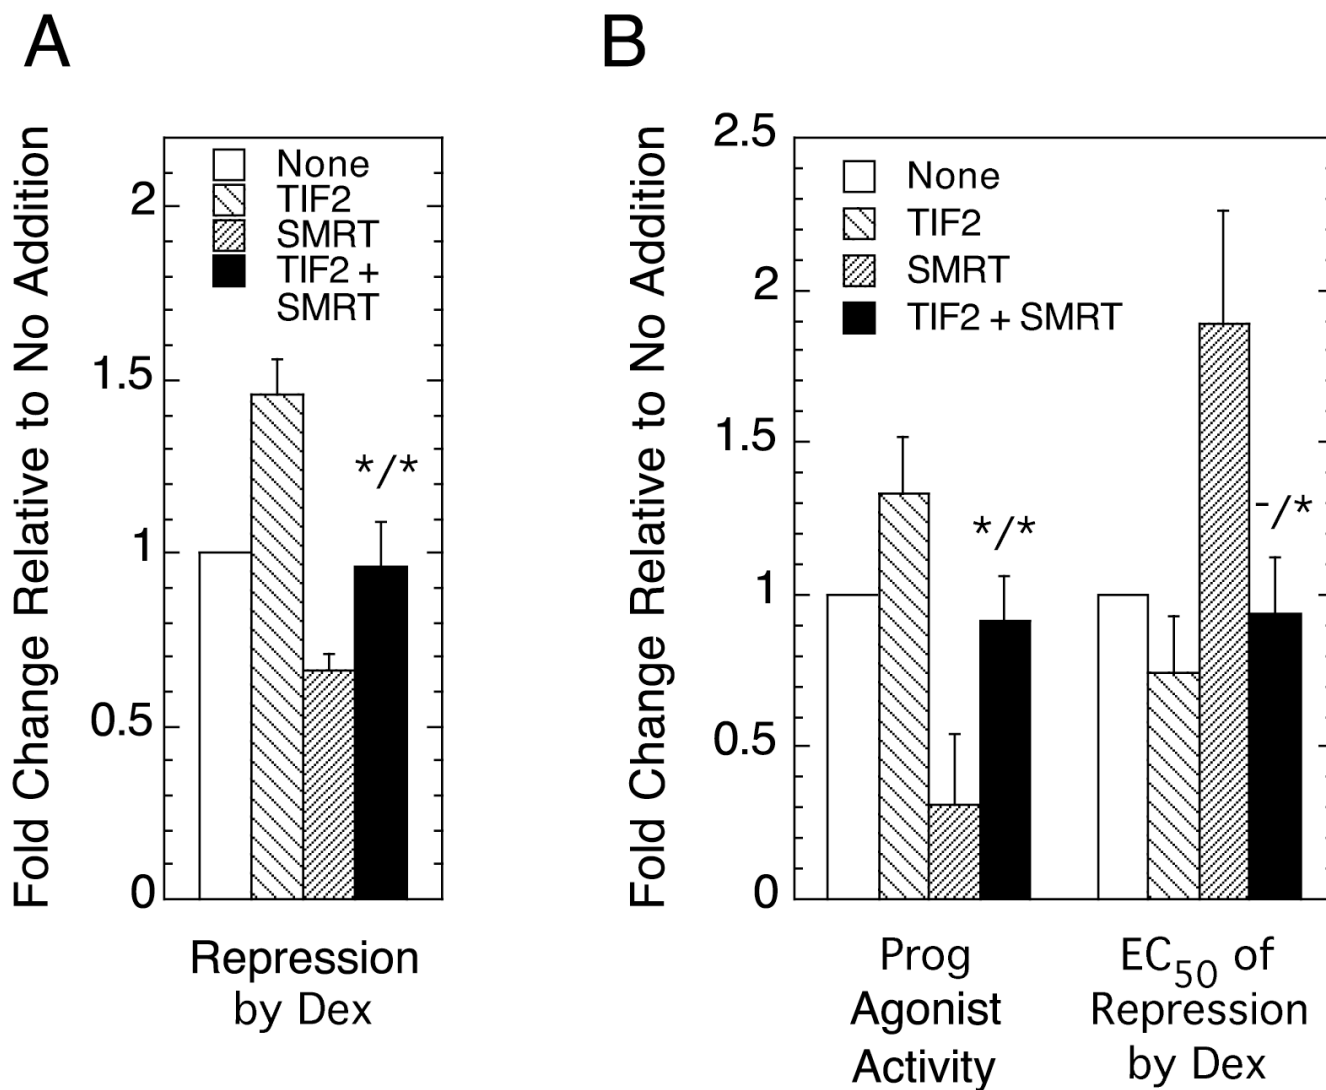 A
Fold Change Relative to No Addition
2
1.5
1
0.5
0
None
TIF2
SMRT
TIF2 +
SMRT
*/*
Repression
by Dex
B
Fold Change Relative to No Addition
2.5
2
1.5
1
0.5
0
None
TIF2
SMRT
TIF2 + SMRT
*/*
-/*
Prog
Agonist
Activity
EC50 of
Repression
by Dex